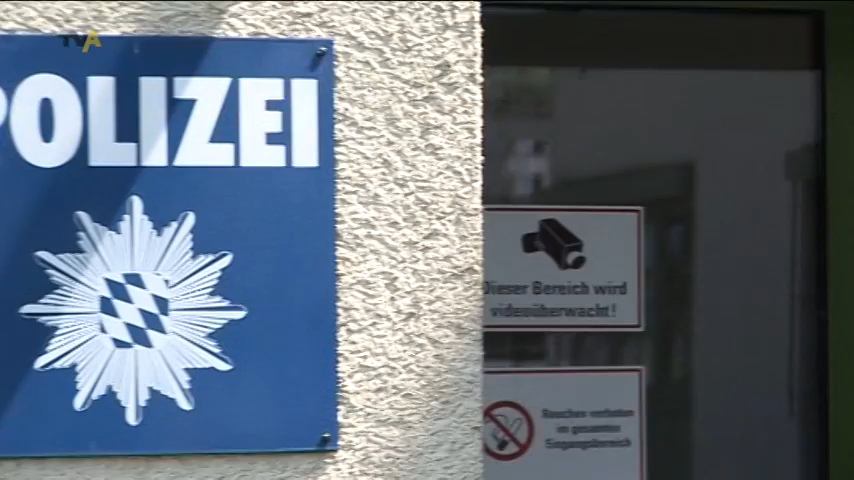 TVA
POLIZEI
Dieser Bereich wird
videoüberwacht!
Rauchen verboten
im gesamten
Eingangsbereich